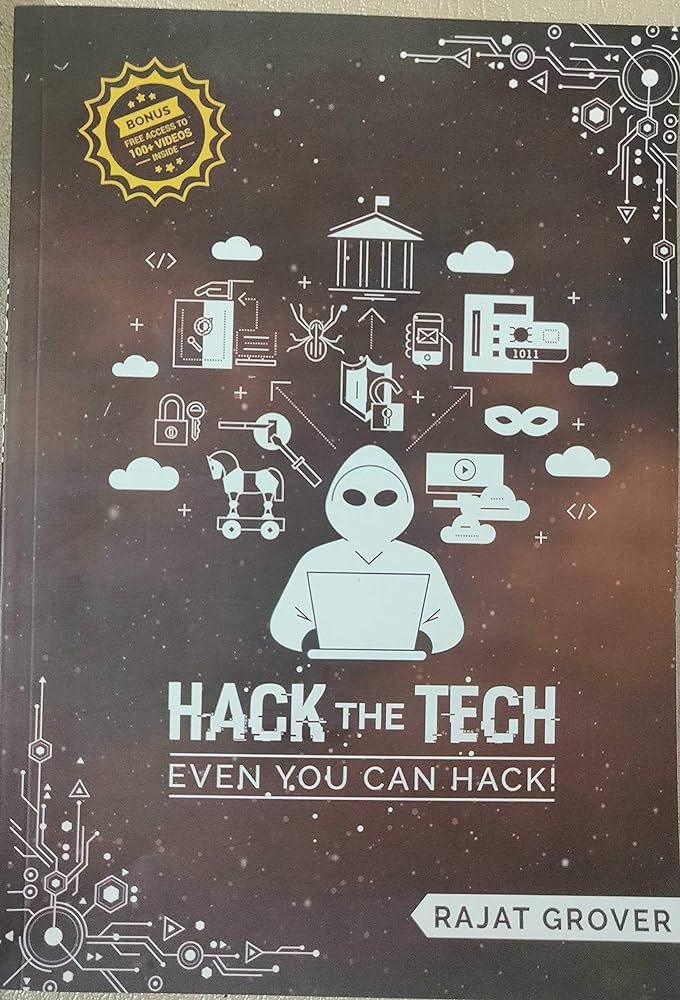 BONUS
FREE ACCESS TO
100+ VIDEOS
INSIDE
</>
1011
</>
HACK THE TECH
EVEN YOU CAN HACK!
RAJAT GROVER